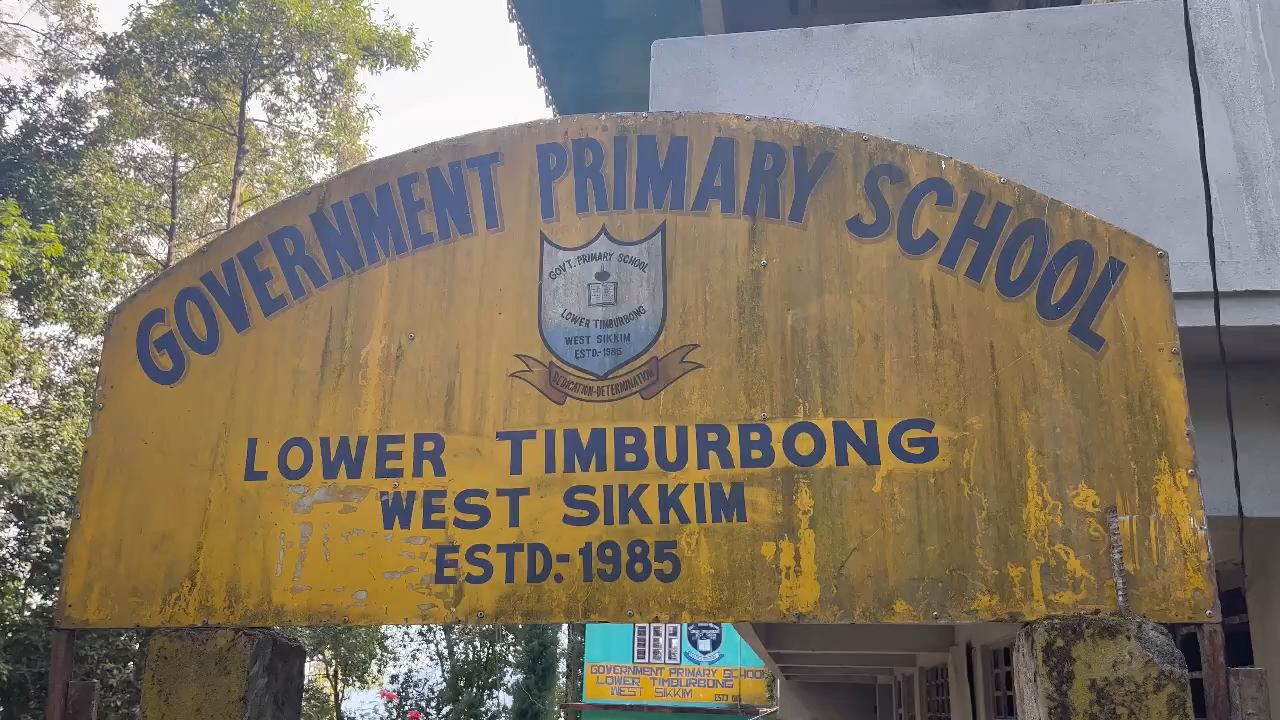 GOVERNMENT PRIMARY SCHOOL
GOVT. PRIMARY SCHOOL
LOWER TIMBURBONG
WEST SIKKIM
ESTD:-1985
DEDICATION-DETERMINATION
LOWER TIMBURBONG
WEST SIKKIM
ESTD:-1985
GOVERNMENT PRIMARY SCHOOL
LOWER TIMBURBONG
WEST SIKKIM